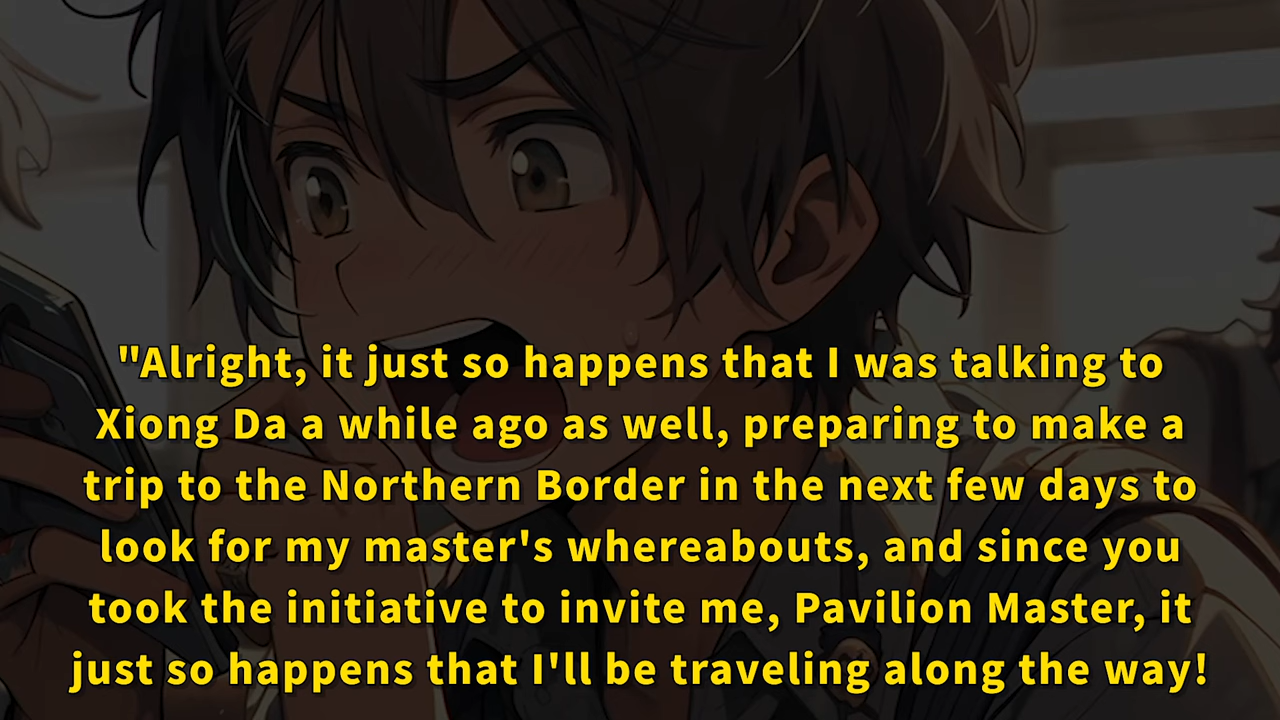 "Alright, it just so happens that I was talking to
Xiong Da a while ago as well, preparing to make a
trip to the Northern Border in the next few days to
look for my master's whereabouts, and since you
took the initiative to invite me, Pavilion Master, it
just so happens that I'll be traveling along the way!